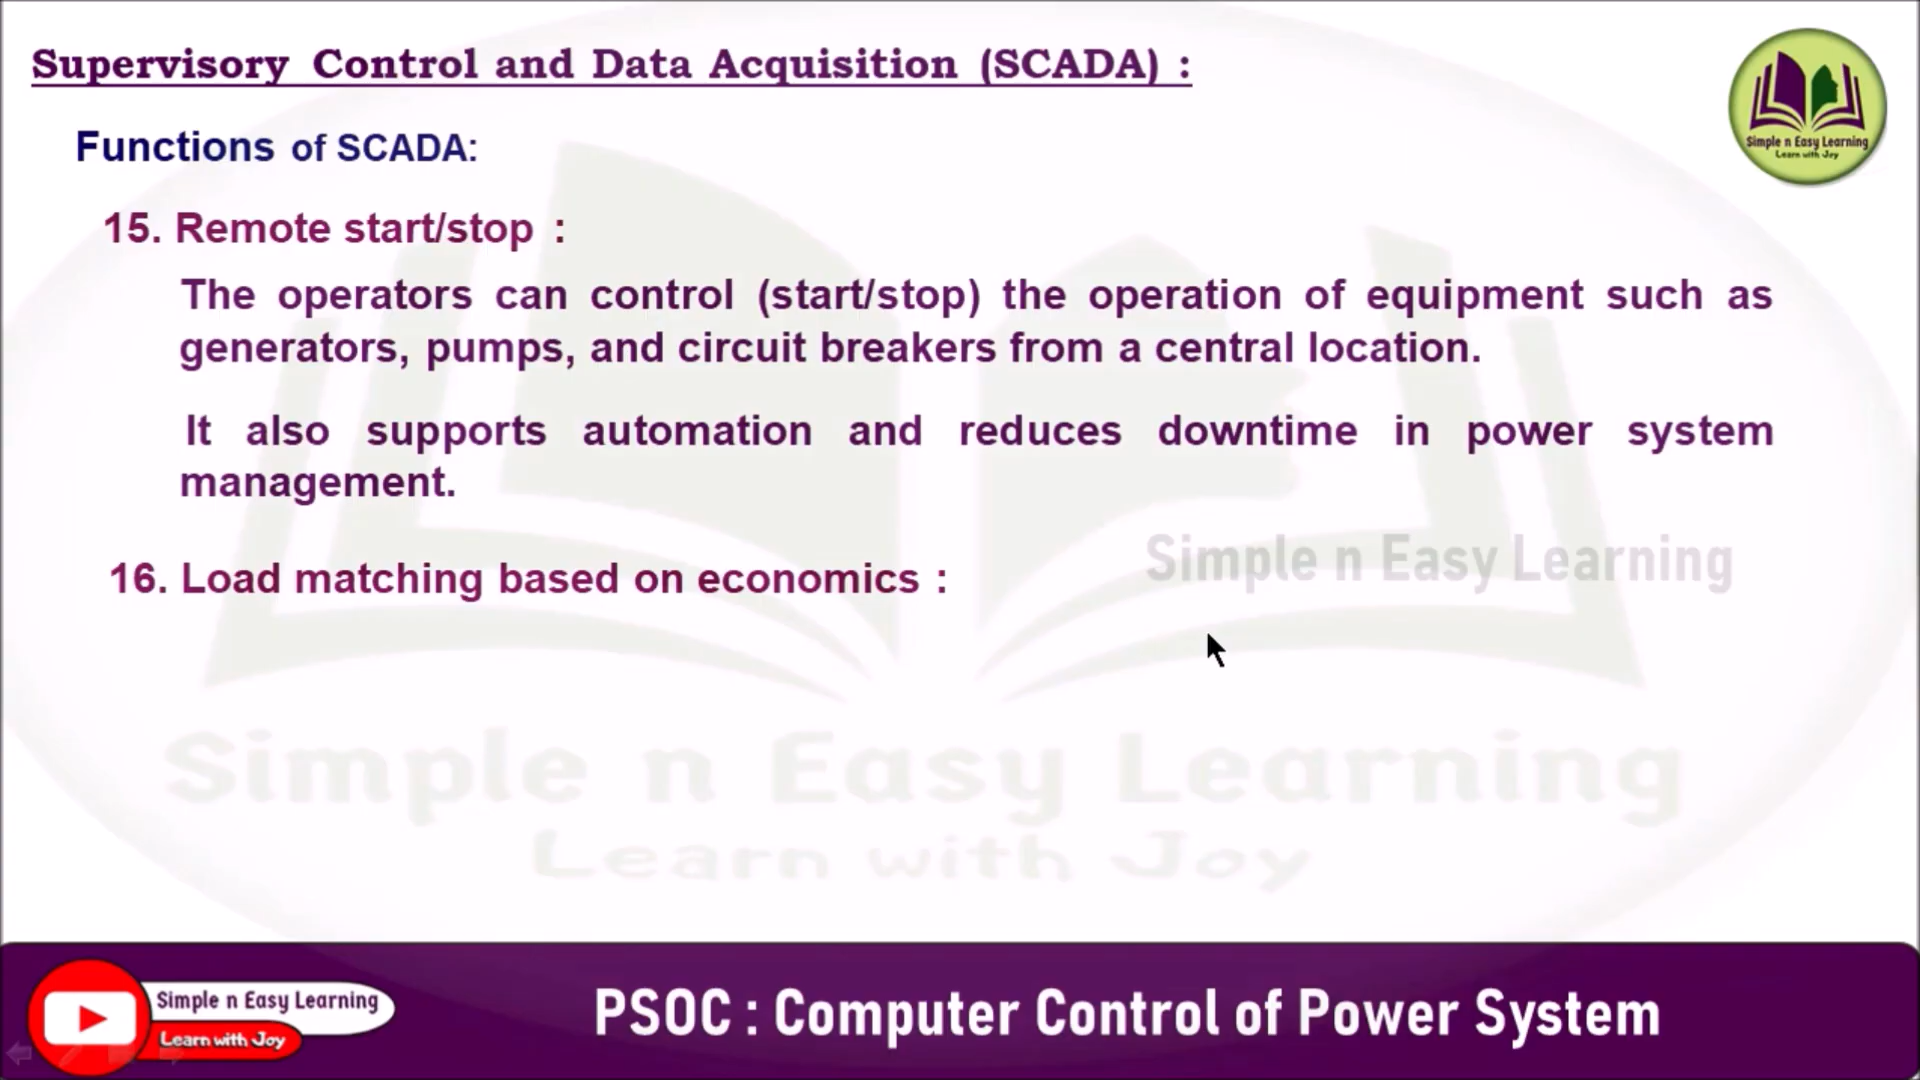 Supervisory Control and Data Acquisition (SCADA) :
Simple n Easy Learning
Learn with Joy
Functions of SCADA:
15. Remote start/stop :
The operators can control (start/stop) the operation of equipment such as
generators, pumps, and circuit breakers from a central location.
It also supports automation and reduces downtime in power system
management.
Simple n Easy Learning
16. Load matching based on economics :
Simple n Easy Learning
Learn with Joy
Simple n Easy Learning
Learn with Joy
PSOC : Computer Control of Power System